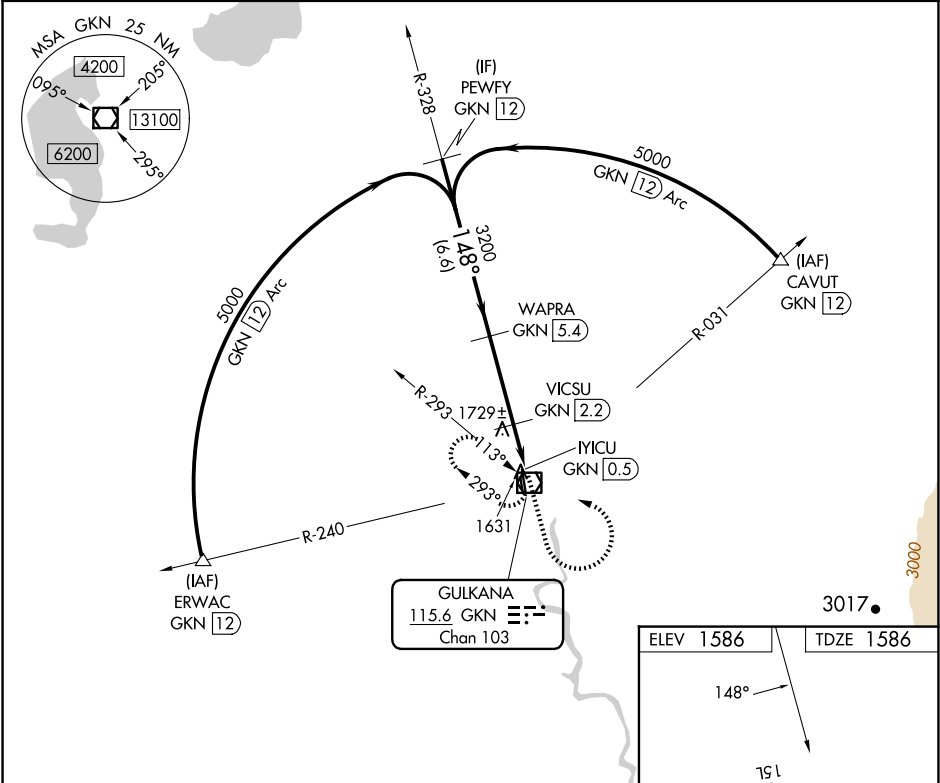 MSA GKN 25 NM
4200
095°
205°
13100
6200
295°
R-328
(IF)
PEWFY
GKN 12
5000
GKN 12 Arc
5000
GKN 12 Arc
3200
148°
(6.6)
(IAF)
CAVUT
GKN 12
R-031
WAPRA
GKN 5.4
VICSU
GKN 2.2
R-293
1729±
113°
293°
IYICU
GKN 0.5
1631
R-240
(IAF)
ERWAC
GKN 12
GULKANA
115.6 GKN
Chan 103
3000
3017
ELEV 1586
TDZE 1586
148°
15L